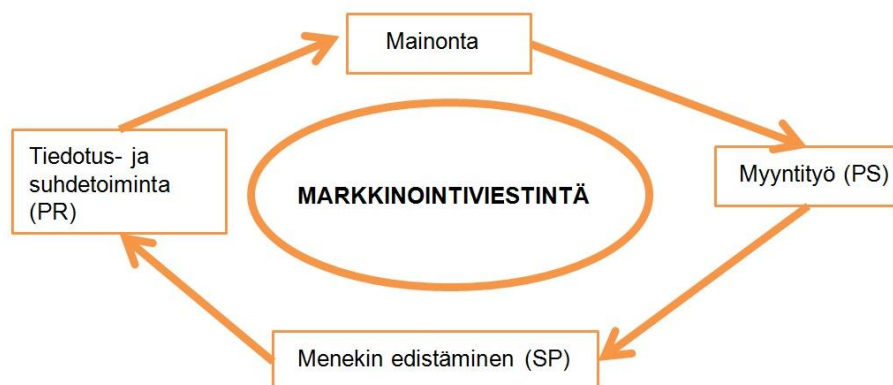 Mainonta
Tiedotus- ja
suhdetoiminta
(PR)
MARKKINOINTIVIESTINTÄ
Myyntityö (PS)
Menekin edistäminen (SP)